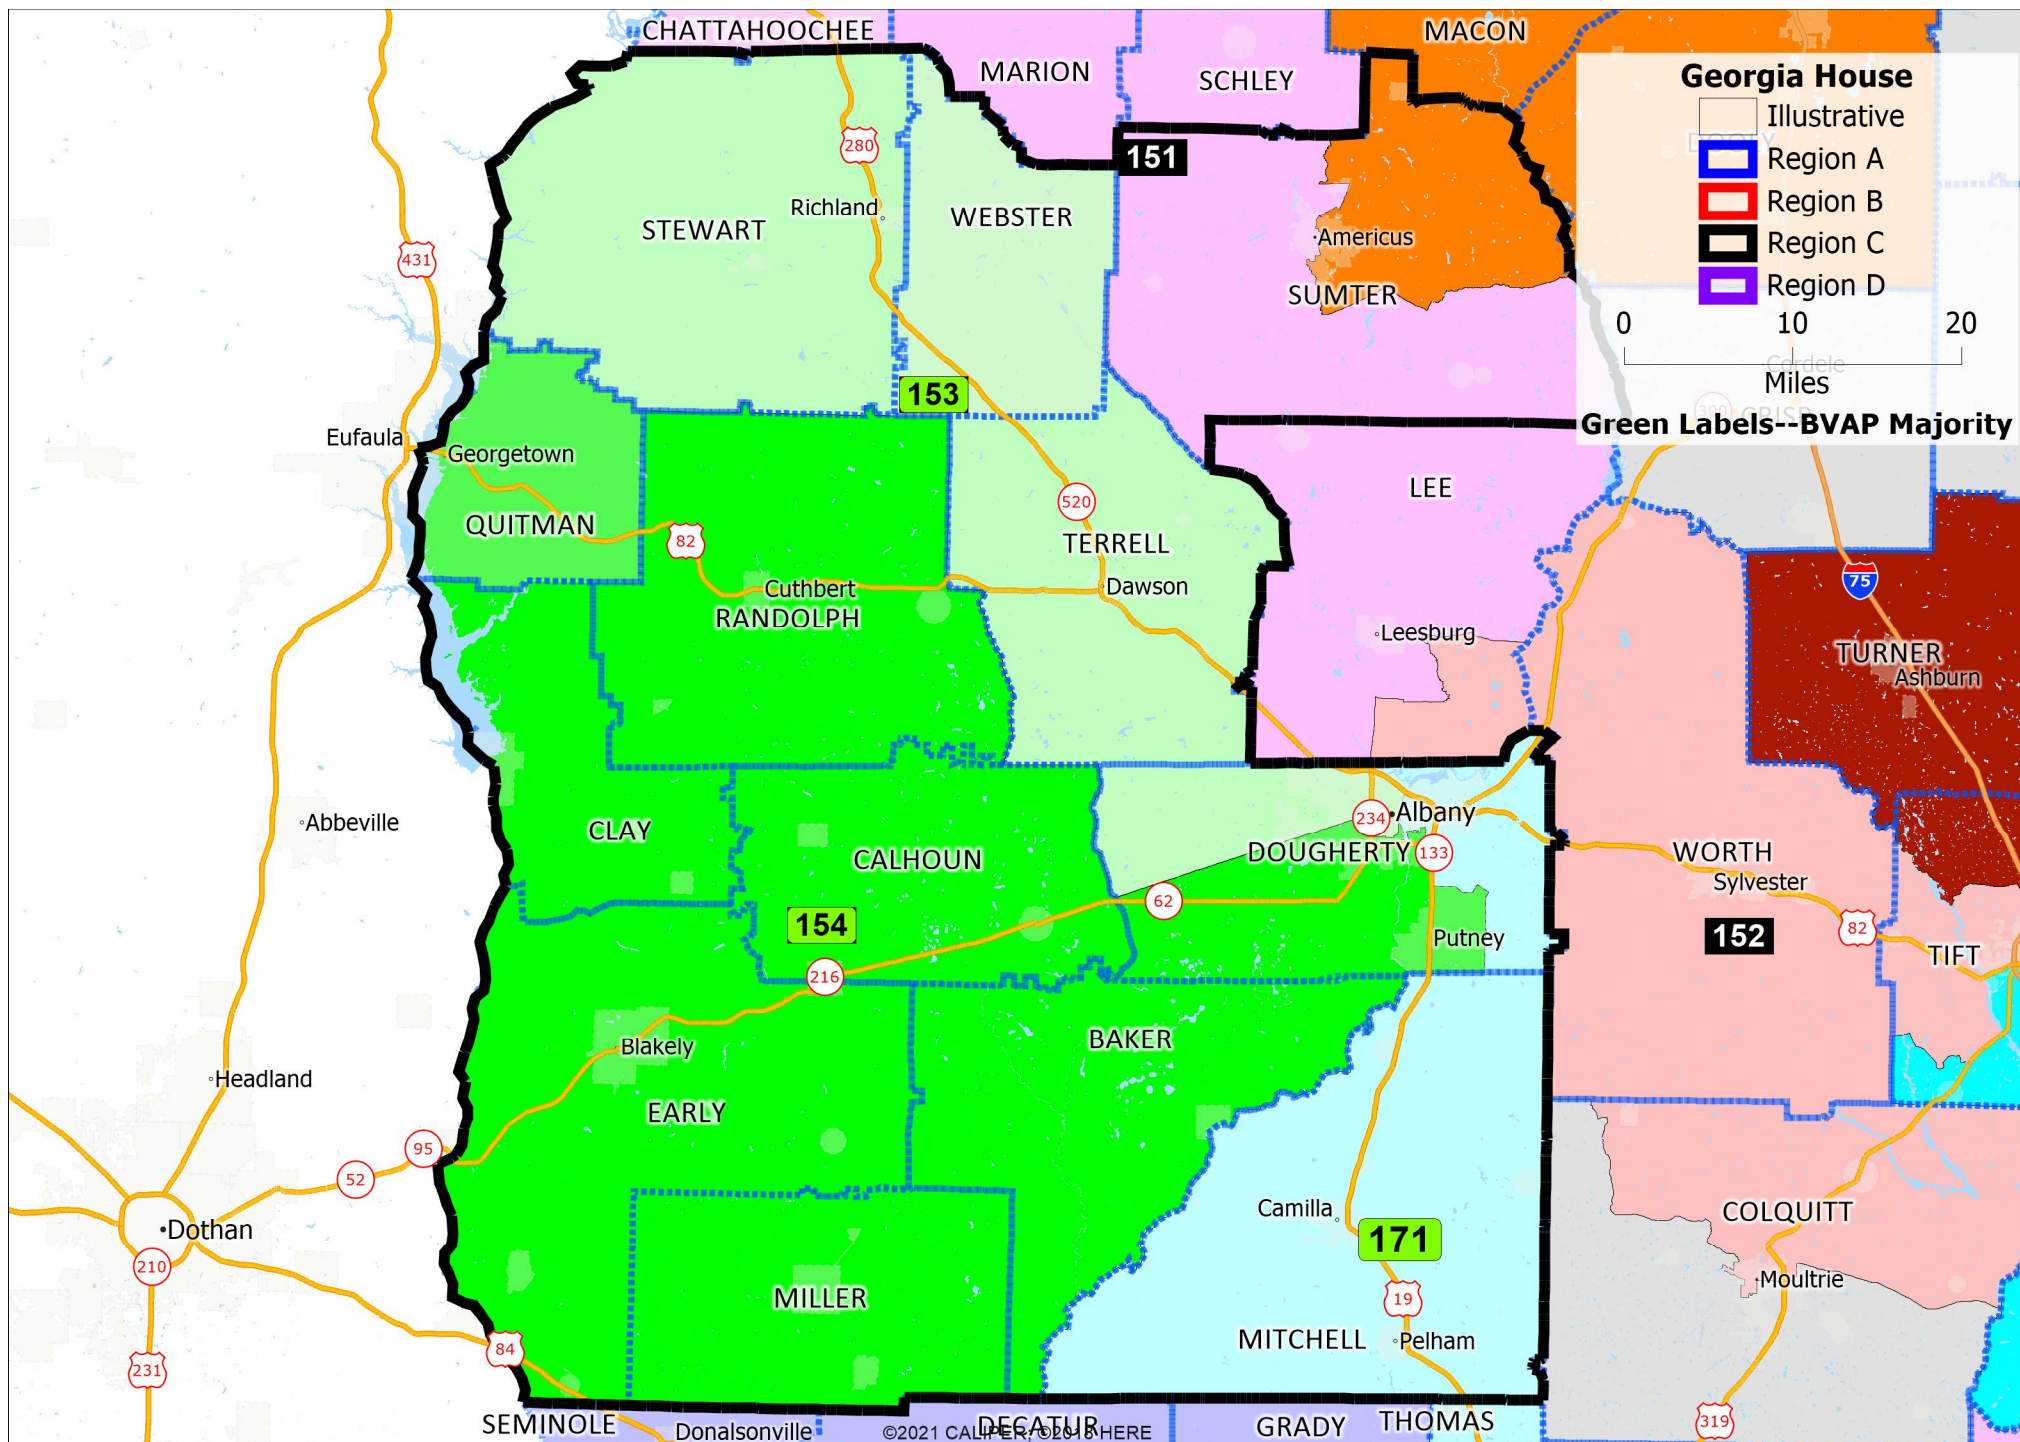 CHATTAHOOCHEE
MACON
MARION
SCHLEY
Georgia House
Illustrative
DOOLY
Region A
Region B
Region C
Region D
0 10 20
Cordele
Miles
300
CRISP
Green Labels--BVAP Majority
280
151
Richland
STEWART
WEBSTER
Americus
431
SUMTER
153
Eufaula
Georgetown
LEE
520
QUITMAN
82
TERRELL
75
Cuthbert
Dawson
RANDOLPH
Leesburg
TURNER
Ashburn
Abbeville
CLAY
234
Albany
CALHOUN
DOUGHERTY
133
WORTH
Sylvester
62
154
Putney
152
82
TIFT
216
Blakely
BAKER
Headland
EARLY
95
52
Camilla
COLQUITT
Dothan
171
210
Moultrie
MILLER
19
84
MITCHELL
Pelham
231
SEMINOLE
Donalsonville
DECATUR
©2021 CALIPER; ©2018 HERE
GRADY
THOMAS
319